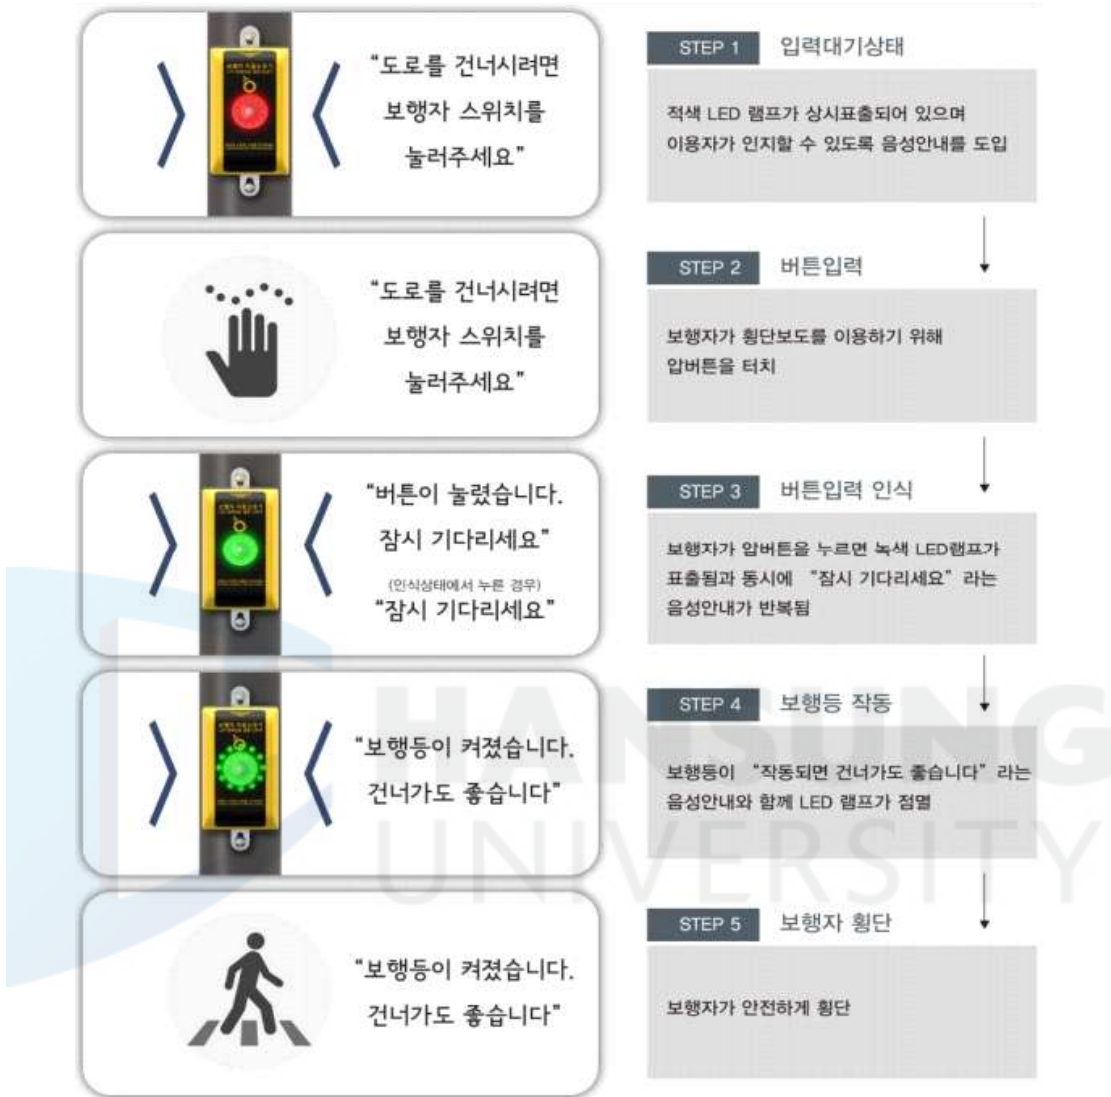 "도로를 건너시려면
보행자 스위치를
눌러주세요"
STEP 1 입력대기상태
적색 LED 램프가 상시표출되어 있으며
이용자가 인지할 수 있도록 음성안내를 도입
"도로를 건너시려면
보행자 스위치를
눌러주세요"
STEP 2 버튼입력
보행자가 횡단보도를 이용하기 위해
압버튼을 터치
"버튼이 눌렸습니다.
잠시 기다리세요"
(인식상태에서 누른 경우)
"잠시 기다리세요"
STEP 3 버튼입력 인식
보행자가 압버튼을 누르면 녹색 LED램프가
표출됨과 동시에 "잠시 기다리세요" 라는
음성안내가 반복됨
"보행등이 켜졌습니다.
건너가도 좋습니다"
STEP 4 보행등 작동
보행등이 "작동되면 건너가도 좋습니다" 라는
음성안내와 함께 LED 램프가 점멸
"보행등이 켜졌습니다.
건너가도 좋습니다"
STEP 5 보행자 횡단
보행자가 안전하게 횡단
HANSUNG
UNIVERSITY